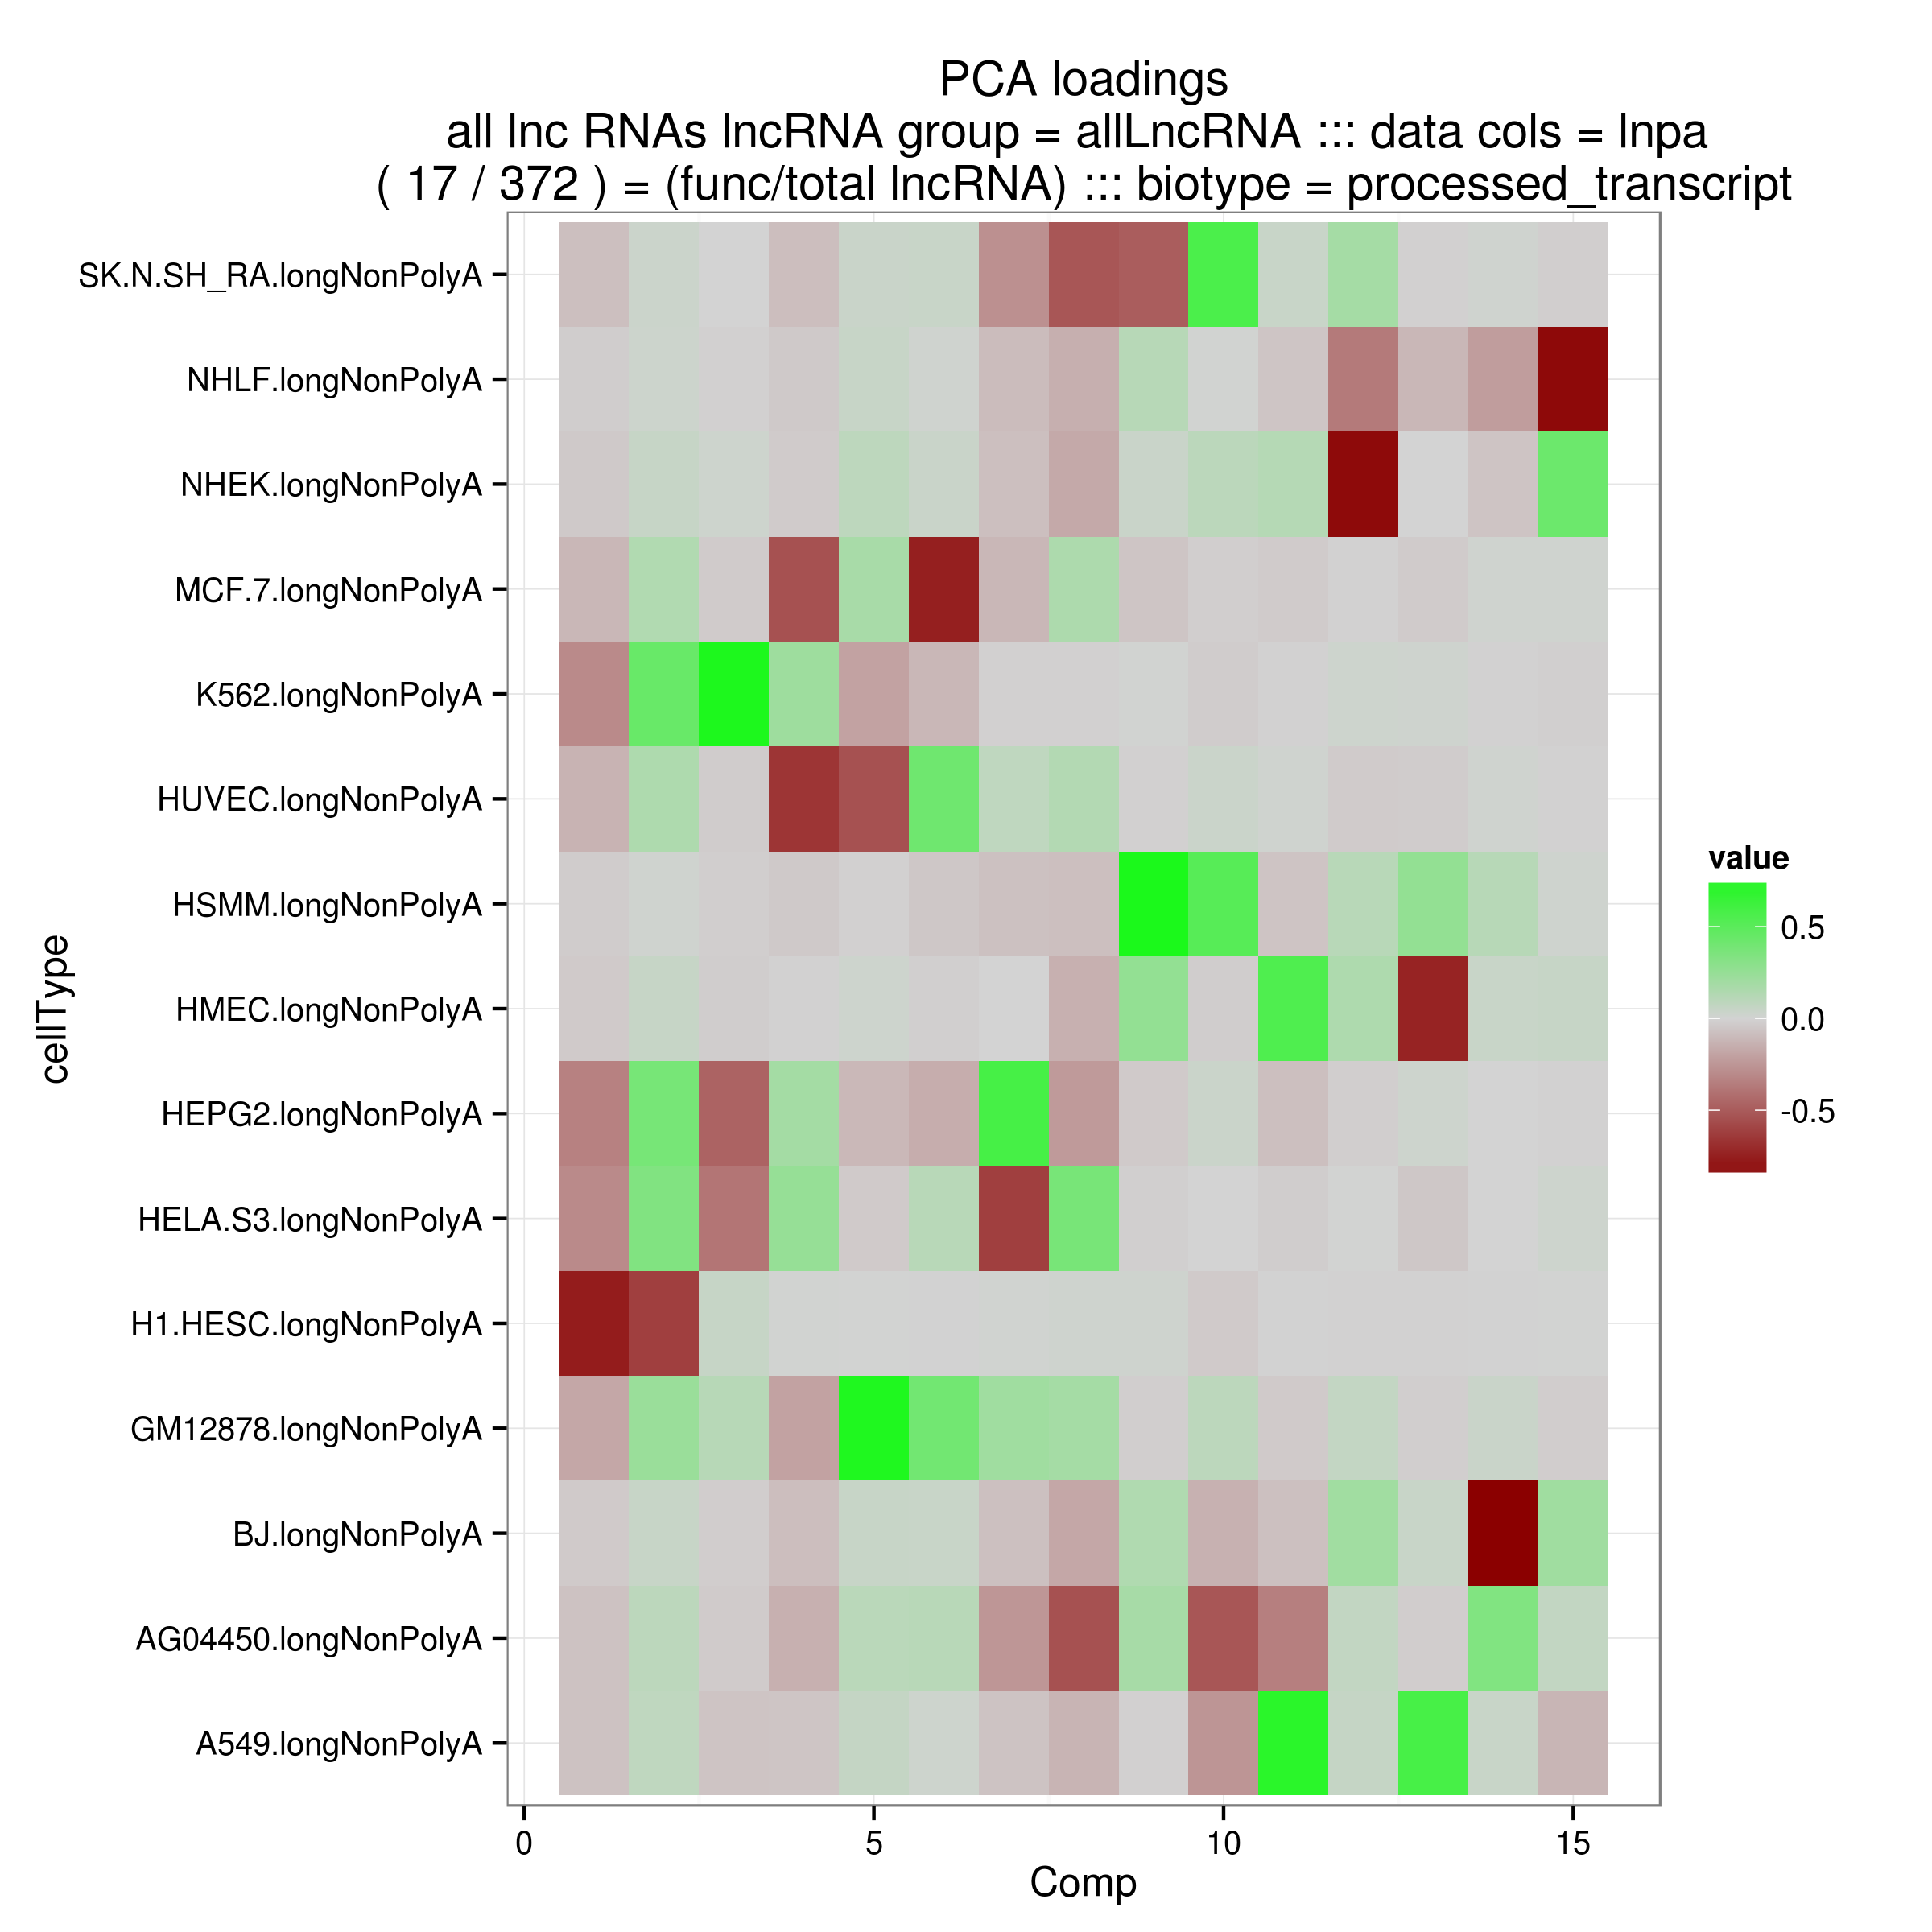 PCA loadings
all lnc RNAs lncRNA group = allLncRNA ::: data cols = lnpa
( 17 / 372 ) = (func/total lncRNA) ::: biotype = processed_transcript
SK.N.SH_RA.longNonPolyA
NHLF.longNonPolyA
NHEK.longNonPolyA
MCF.7.longNonPolyA
K562.longNonPolyA
HUVEC.longNonPolyA
HSMM.longNonPolyA
HMEC.longNonPolyA
HEPG2.longNonPolyA
HELA.S3.longNonPolyA
H1.HESC.longNonPolyA
GM12878.longNonPolyA
BJ.longNonPolyA
AG04450.longNonPolyA
A549.longNonPolyA
cellType
0 5 10 15
Comp
value
0.5
0.0
-0.5